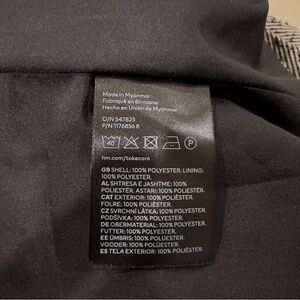 Made in Myanmar
Fabriqué en Birmanie
Hecho en Unión de Myanmar
O/N 547825
P/N 1176856 8
40 P
hm.com/takecare
GB SHELL: 100% POLYESTER. LINING:
100% POLYESTER.
AL SHTRESA E JASHTME: 100%
POLIESTËR. ASTARI: 100% POLIESTËR.
CAT EXTERIOR: 100% POLIÈSTER.
FOLRE: 100% POLIÈSTER.
CZ SVRCHNÍ LÁTKA: 100% POLYESTER.
PODŠÍVKA: 100% POLYESTER.
DE OBERMATERIAL: 100% POLYESTER.
FUTTER: 100% POLYESTER.
EE ÜMBRIS: 100% POLÜESTER.
VOODER: 100% POLÜESTER.
ES TELA EXTERIOR: 100% POLIÉSTER.